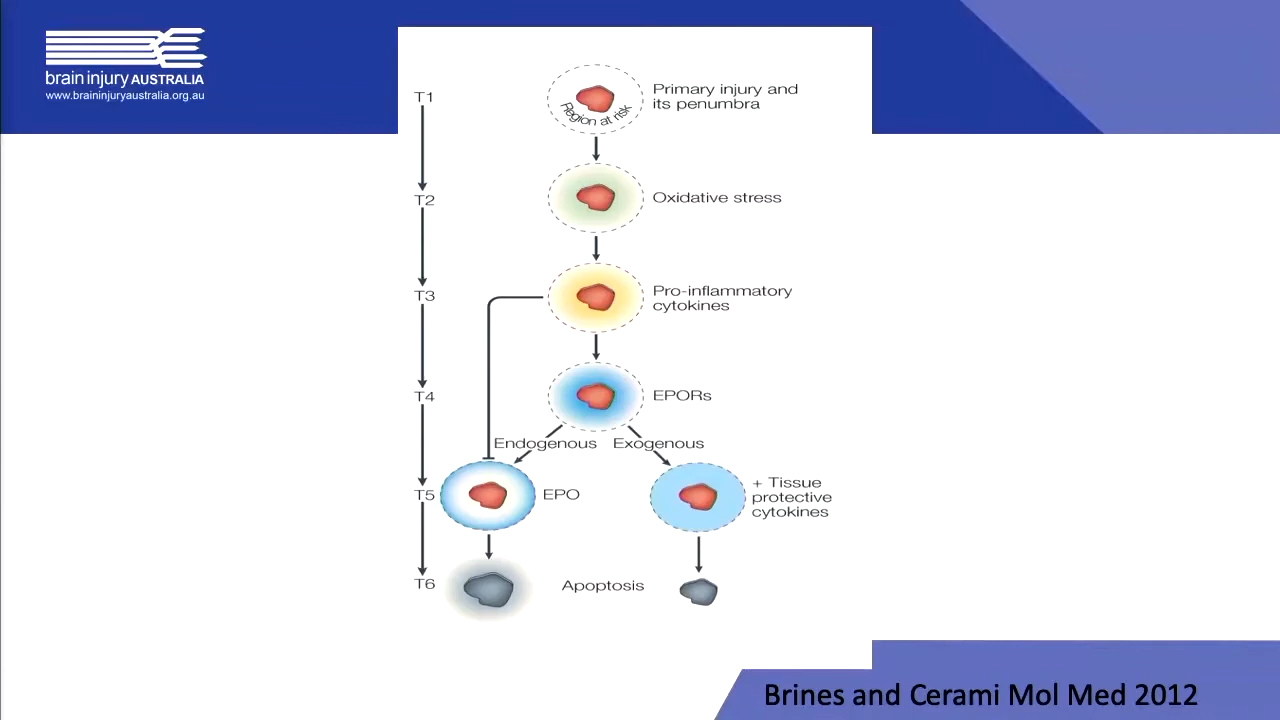 brain injury AUSTRALIA
www.braininjuryaustralia.org.au
T1
Primary injury and
its penumbra
Region at risk
T2
Oxidative stress
T3
Pro-inflammatory
cytokines
T4
EPORs
Endogenous
Exogenous
T5
EPO
+ Tissue
protective
cytokines
T6
Apoptosis
Brines and Cerami Mol Med 2012